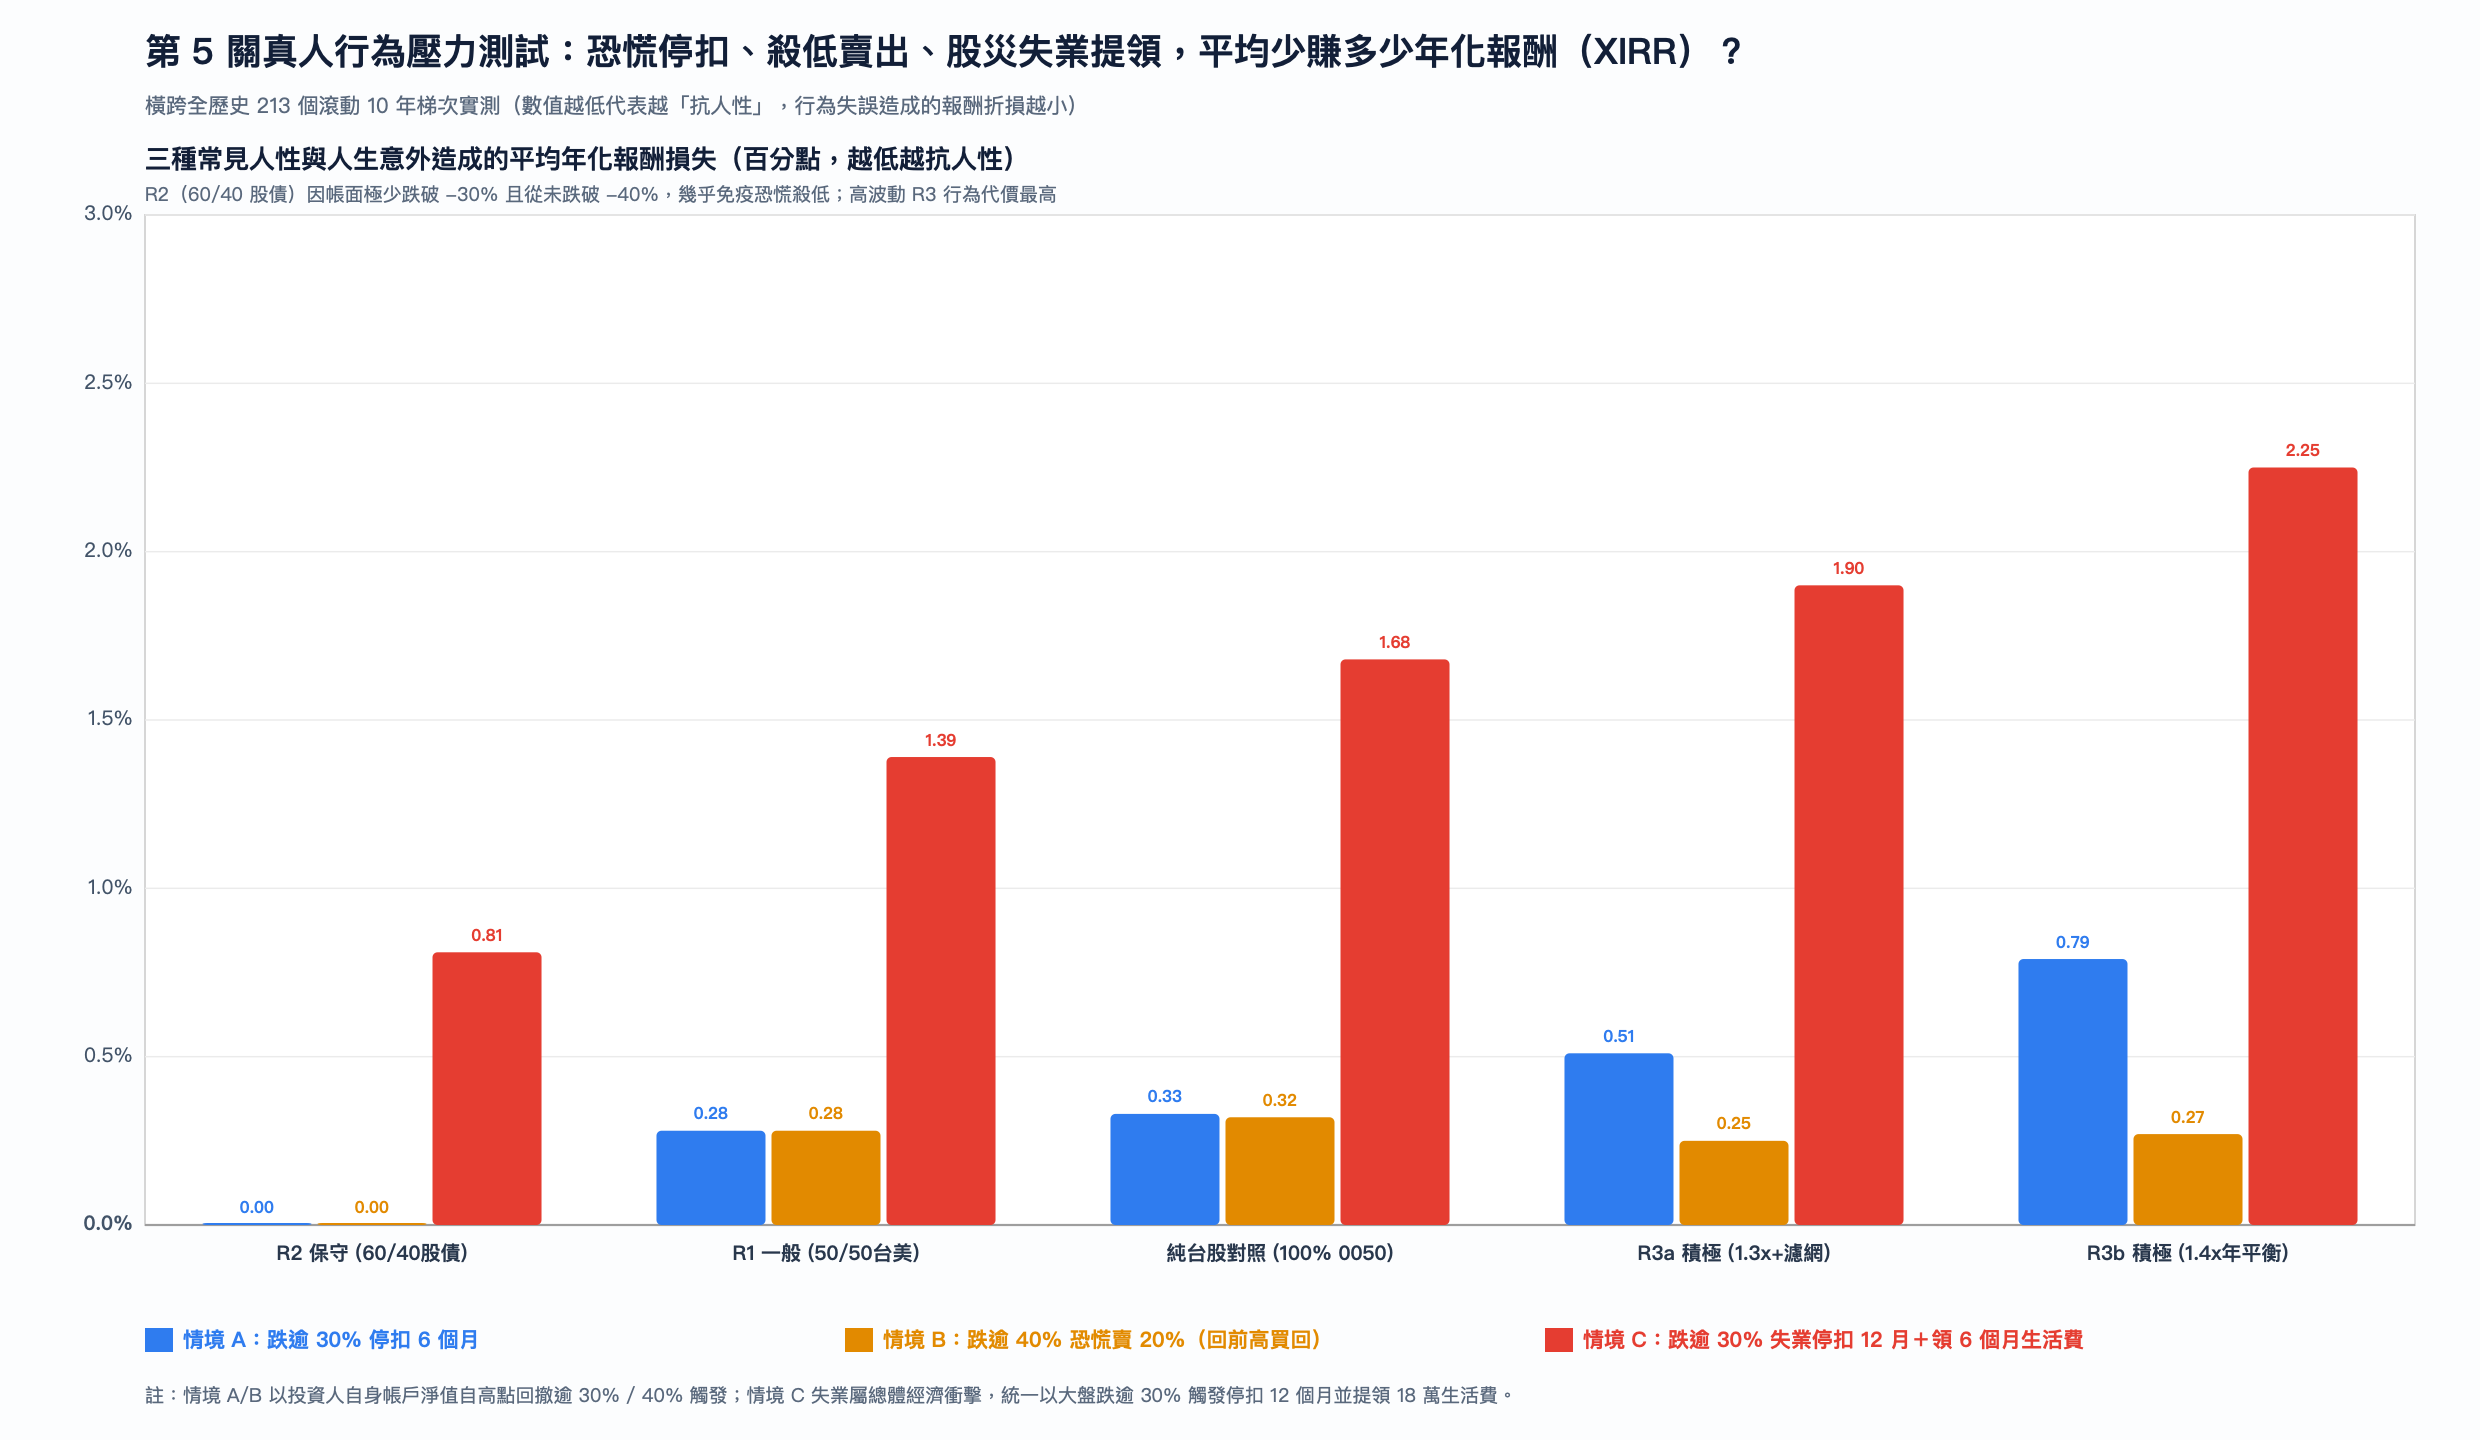 第 5 關真人行為壓力測試：恐慌停扣、殺低賣出、股災失業提領，平均少賺多少年化報酬（XIRR）？
橫跨全歷史 213 個滾動 10 年梯次實測（數值越低代表越「抗人性」，行為失誤造成的報酬折損越小）
三種常見人性與人生意外造成的平均年化報酬損失（百分點，越低越抗人性）
R2（60/40 股債）因帳面極少跌破 −30% 且從未跌破 −40%，幾乎免疫恐慌殺低；高波動 R3 行為代價最高
3.0%
2.5%
2.0%
1.5%
1.0%
0.5%
0.0%
0.00
0.00
0.81
0.28
0.28
1.39
0.33
0.32
1.68
0.51
0.25
1.90
0.79
0.27
2.25
R2 保守 (60/40股債)
R1 一般 (50/50台美)
純台股對照 (100% 0050)
R3a 積極 (1.3x+濾網)
R3b 積極 (1.4x年平衡)
情境 A：跌逾 30% 停扣 6 個月
情境 B：跌逾 40% 恐慌賣 20%（回前高買回）
情境 C：跌逾 30% 失業停扣 12 月＋領 6 個月生活費
註：情境 A/B 以投資人自身帳戶淨值自高點回撤逾 30% / 40% 觸發；情境 C 失業屬總體經濟衝擊，統一以大盤跌逾 30% 觸發停扣 12 個月並提領 18 萬生活費。